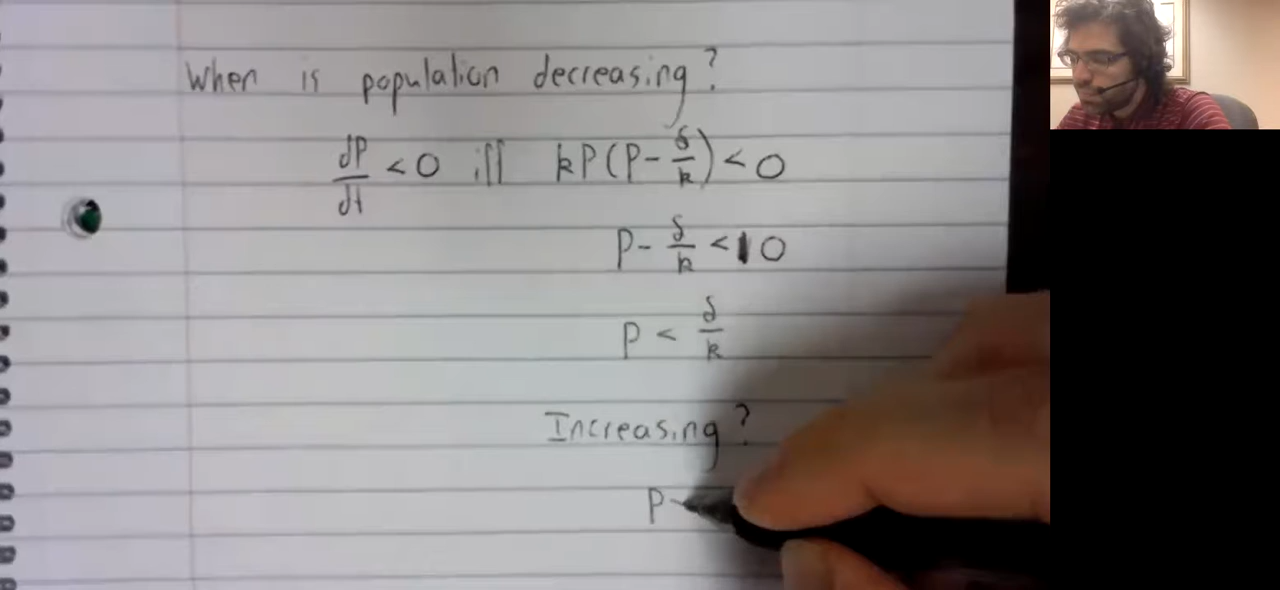 When is population decreasing?
dP/dt < 0 iff kP(P - δ/k) < 0
P - δ/k < 0
P < δ/k
Increasing?
P